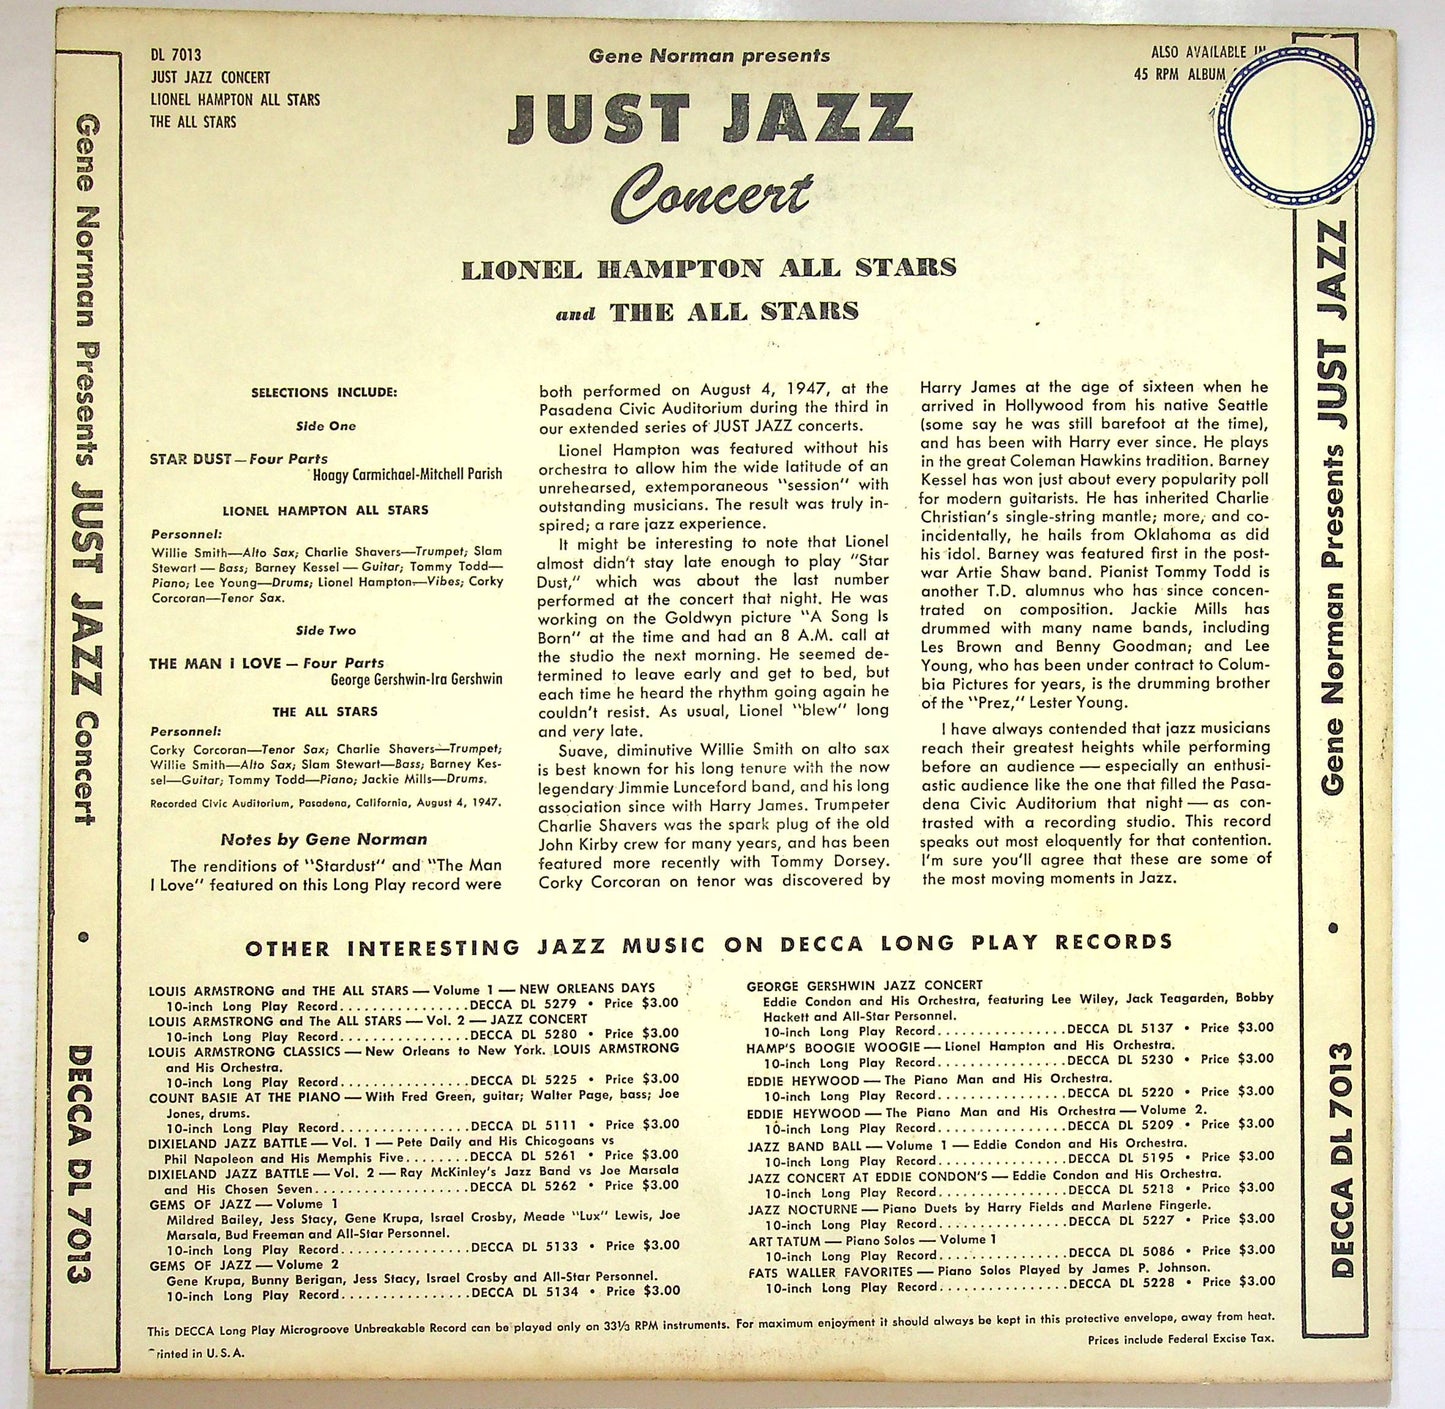 DL 7013
JUST JAZZ CONCERT
LIONEL HAMPTON ALL STARS
THE ALL STARS
Gene Norman presents
JUST JAZZ
Concert
LIONEL HAMPTON ALL STARS
and THE ALL STARS
ALSO AVAILABLE IN
45 RPM ALBUM
Gene Norman Presents JUST JAZZ Concert • DECCA DL 7013
SELECTIONS INCLUDE:
Side One
STAR DUST — Four Parts
Hoagy Carmichael-Mitchell Parish
LIONEL HAMPTON ALL STARS
Personnel:
Willie Smith—Alto Sax; Charlie Shavers—Trumpet; Slam
Stewart — Bass; Barney Kessel — Guitar; Tommy Todd—
Piano; Lee Young—Drums; Lionel Hampton—Vibes; Corky
Corcoran—Tenor Sax.
Side Two
THE MAN I LOVE — Four Parts
George Gershwin-Ira Gershwin
THE ALL STARS
Personnel:
Corky Corcoran—Tenor Sax; Charlie Shavers—Trumpet;
Willie Smith—Alto Sax; Slam Stewart—Bass; Barney Kes-
sel—Guitar; Tommy Todd—Piano; Jackie Mills—Drums.
Recorded Civic Auditorium, Pasadena, California, August 4, 1947.
Notes by Gene Norman
The renditions of "Stardust" and "The Man
I Love" featured on this Long Play record were
both performed on August 4, 1947, at the
Pasadena Civic Auditorium during the third in
our extended series of JUST JAZZ concerts.
Lionel Hampton was featured without his
orchestra to allow him the wide latitude of an
unrehearsed, extemporaneous "session" with
outstanding musicians. The result was truly in-
spired; a rare jazz experience.
It might be interesting to note that Lionel
almost didn't stay late enough to play "Star
Dust," which was about the last number
performed at the concert that night. He was
working on the Goldwyn picture "A Song Is
Born" at the time and had an 8 A.M. call at
the studio the next morning. He seemed de-
termined to leave early and get to bed, but
each time he heard the rhythm going again he
couldn't resist. As usual, Lionel "blew" long
and very late.
Suave, diminutive Willie Smith on alto sax
is best known for his long tenure with the now
legendary Jimmie Lunceford band, and his long
association since with Harry James. Trumpeter
Charlie Shavers was the spark plug of the old
John Kirby crew for many years, and has been
featured more recently with Tommy Dorsey.
Corky Corcoran on tenor was discovered by
Harry James at the age of sixteen when he
arrived in Hollywood from his native Seattle
(some say he was still barefoot at the time),
and has been with Harry ever since. He plays
in the great Coleman Hawkins tradition. Barney
Kessel has won just about every popularity poll
for modern guitarists. He has inherited Charlie
Christian's single-string mantle; more, and co-
incidentally, he hails from Oklahoma as did
his idol. Barney was featured first in the post-
war Artie Shaw band. Pianist Tommy Todd is
another T.D. alumnus who has since concen-
trated on composition. Jackie Mills has
drummed with many name bands, including
Les Brown and Benny Goodman; and Lee
Young, who has been under contract to Colum-
bia Pictures for years, is the drumming brother
of the "Prez," Lester Young.
I have always contended that jazz musicians
reach their greatest heights while performing
before an audience — especially an enthusi-
astic audience like the one that filled the Pasa-
dena Civic Auditorium that night — as con-
trasted with a recording studio. This record
speaks out most eloquently for that contention.
I'm sure you'll agree that these are some of
the most moving moments in Jazz.
Gene Norman Presents JUST JAZZ • DECCA DL 7013
OTHER INTERESTING JAZZ MUSIC ON DECCA LONG PLAY RECORDS
LOUIS ARMSTRONG and THE ALL STARS — Volume 1 — NEW ORLEANS DAYS
10-inch Long Play Record................DECCA DL 5279 • Price $3.00
LOUIS ARMSTRONG and The ALL STARS — Vol. 2 — JAZZ CONCERT
10-inch Long Play Record................DECCA DL 5280 • Price $3.00
LOUIS ARMSTRONG CLASSICS — New Orleans to New York. LOUIS ARMSTRONG
and His Orchestra.
10-inch Long Play Record................DECCA DL 5225 • Price $3.00
COUNT BASIE AT THE PIANO — With Fred Green, guitar; Walter Page, bass; Joe
Jones, drums.
10-inch Long Play Record................DECCA DL 5111 • Price $3.00
DIXIELAND JAZZ BATTLE — Vol. 1 — Pete Daily and His Chicogoans vs
Phil Napoleon and His Memphis Five........DECCA DL 5261 • Price $3.00
DIXIELAND JAZZ BATTLE — Vol. 2 — Ray McKinley's Jazz Band vs Joe Marsala
and His Chosen Seven...................DECCA DL 5262 • Price $3.00
GEMS OF JAZZ — Volume 1
Mildred Bailey, Jess Stacy, Gene Krupa, Israel Crosby, Meade "Lux" Lewis, Joe
Marsala, Bud Freeman and All-Star Personnel.
10-inch Long Play Record................DECCA DL 5133 • Price $3.00
GEMS OF JAZZ — Volume 2
Gene Krupa, Bunny Berigan, Jess Stacy, Israel Crosby and All-Star Personnel.
10-inch Long Play Record................DECCA DL 5134 • Price $3.00
GEORGE GERSHWIN JAZZ CONCERT
Eddie Condon and His Orchestra, featuring Lee Wiley, Jack Teagarden, Bobby
Hackett and All-Star Personnel.
10-inch Long Play Record................DECCA DL 5137 • Price $3.00
HAMP'S BOOGIE WOOGIE — Lionel Hampton and His Orchestra.
10-inch Long Play Record................DECCA DL 5230 • Price $3.00
EDDIE HEYWOOD — The Piano Man and His Orchestra.
10-inch Long Play Record................DECCA DL 5220 • Price $3.00
EDDIE HEYWOOD — The Piano Man and His Orchestra — Volume 2.
10-inch Long Play Record................DECCA DL 5209 • Price $3.00
JAZZ BAND BALL — Volume 1 — Eddie Condon and His Orchestra.
10-inch Long Play Record................DECCA DL 5195 • Price $3.00
JAZZ CONCERT AT EDDIE CONDON'S — Eddie Condon and His Orchestra.
10-inch Long Play Record................DECCA DL 5218 • Price $3.00
JAZZ NOCTURNE — Piano Duets by Harry Fields and Marlene Fingerle.
10-inch Long Play Record................DECCA DL 5227 • Price $3.00
ART TATUM — Piano Solos — Volume 1
10-inch Long Play Record................DECCA DL 5086 • Price $3.00
FATS WALLER FAVORITES — Piano Solos Played by James P. Johnson.
10-inch Long Play Record................DECCA DL 5228 • Price $3.00
This DECCA Long Play Microgroove Unbreakable Record can be played only on 33⅓ RPM instruments. For maximum enjoyment it should always be kept in this protective envelope, away from heat.
Prices include Federal Excise Tax.
rinted in U.S.A.